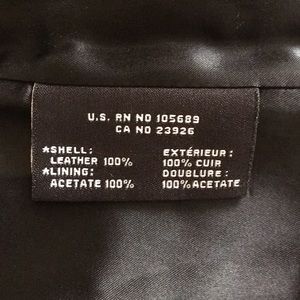 U.S. RN NO 105689
CA NO 23926
*SHELL:
LEATHER 100%
*LINING:
ACETATE 100%
EXTÉRIEUR:
100% CUIR
DOUBLURE:
100% ACETATE